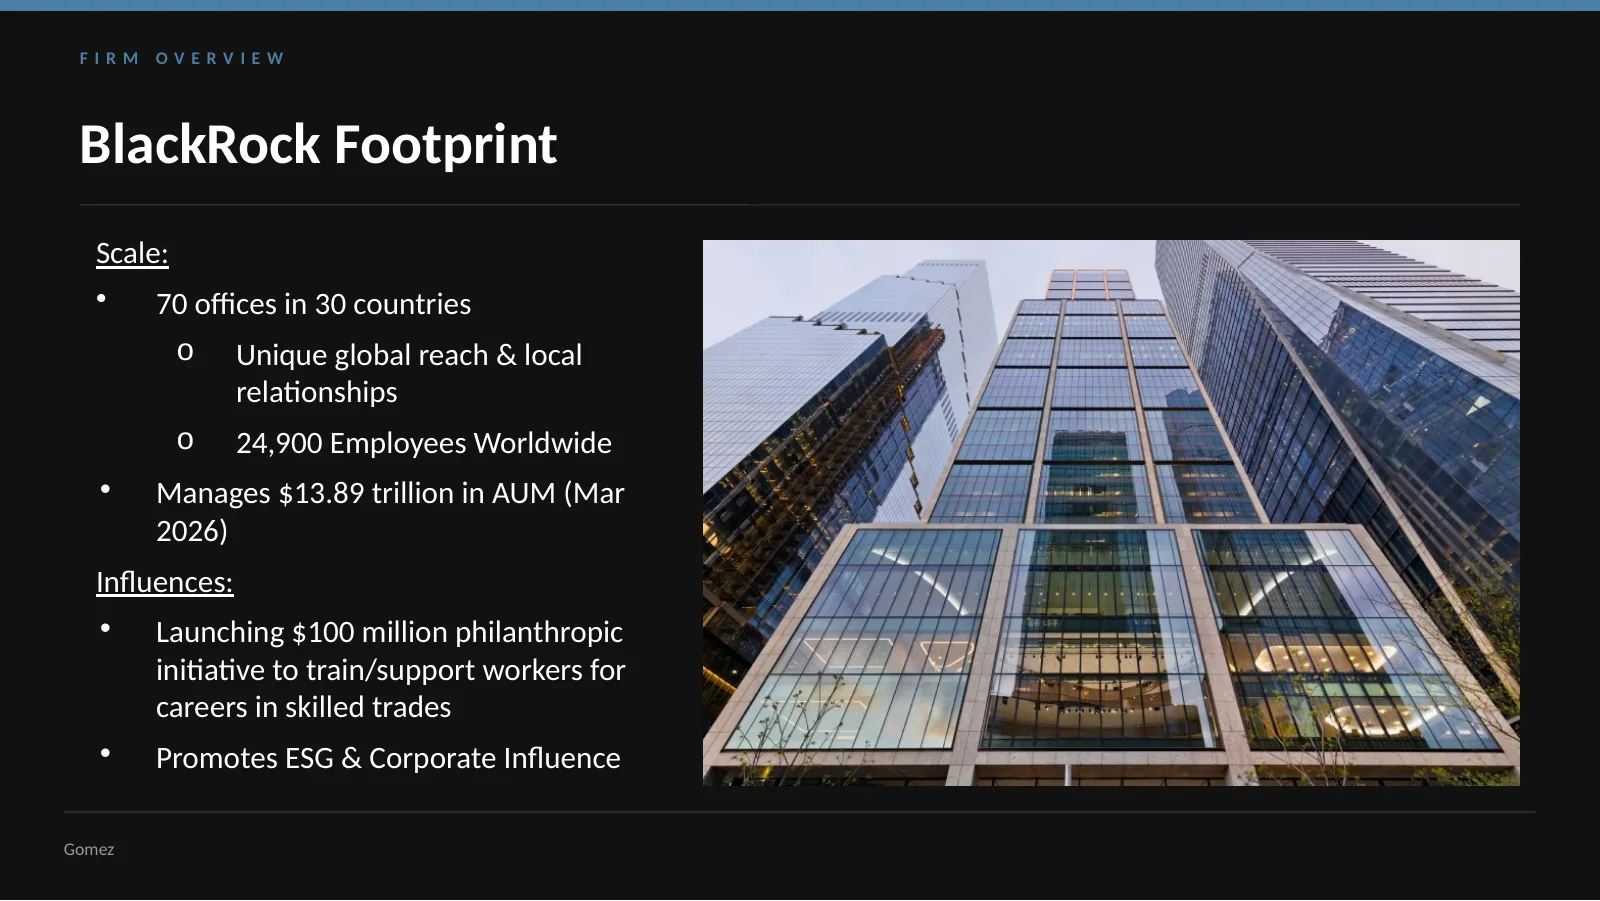 FIRM OVERVIEW
BlackRock Footprint
Scale:
• 70 offices in 30 countries
o Unique global reach & local
relationships
o 24,900 Employees Worldwide
• Manages $13.89 trillion in AUM (Mar
2026)
Influences:
• Launching $100 million philanthropic
initiative to train/support workers for
careers in skilled trades
• Promotes ESG & Corporate Influence
Gomez